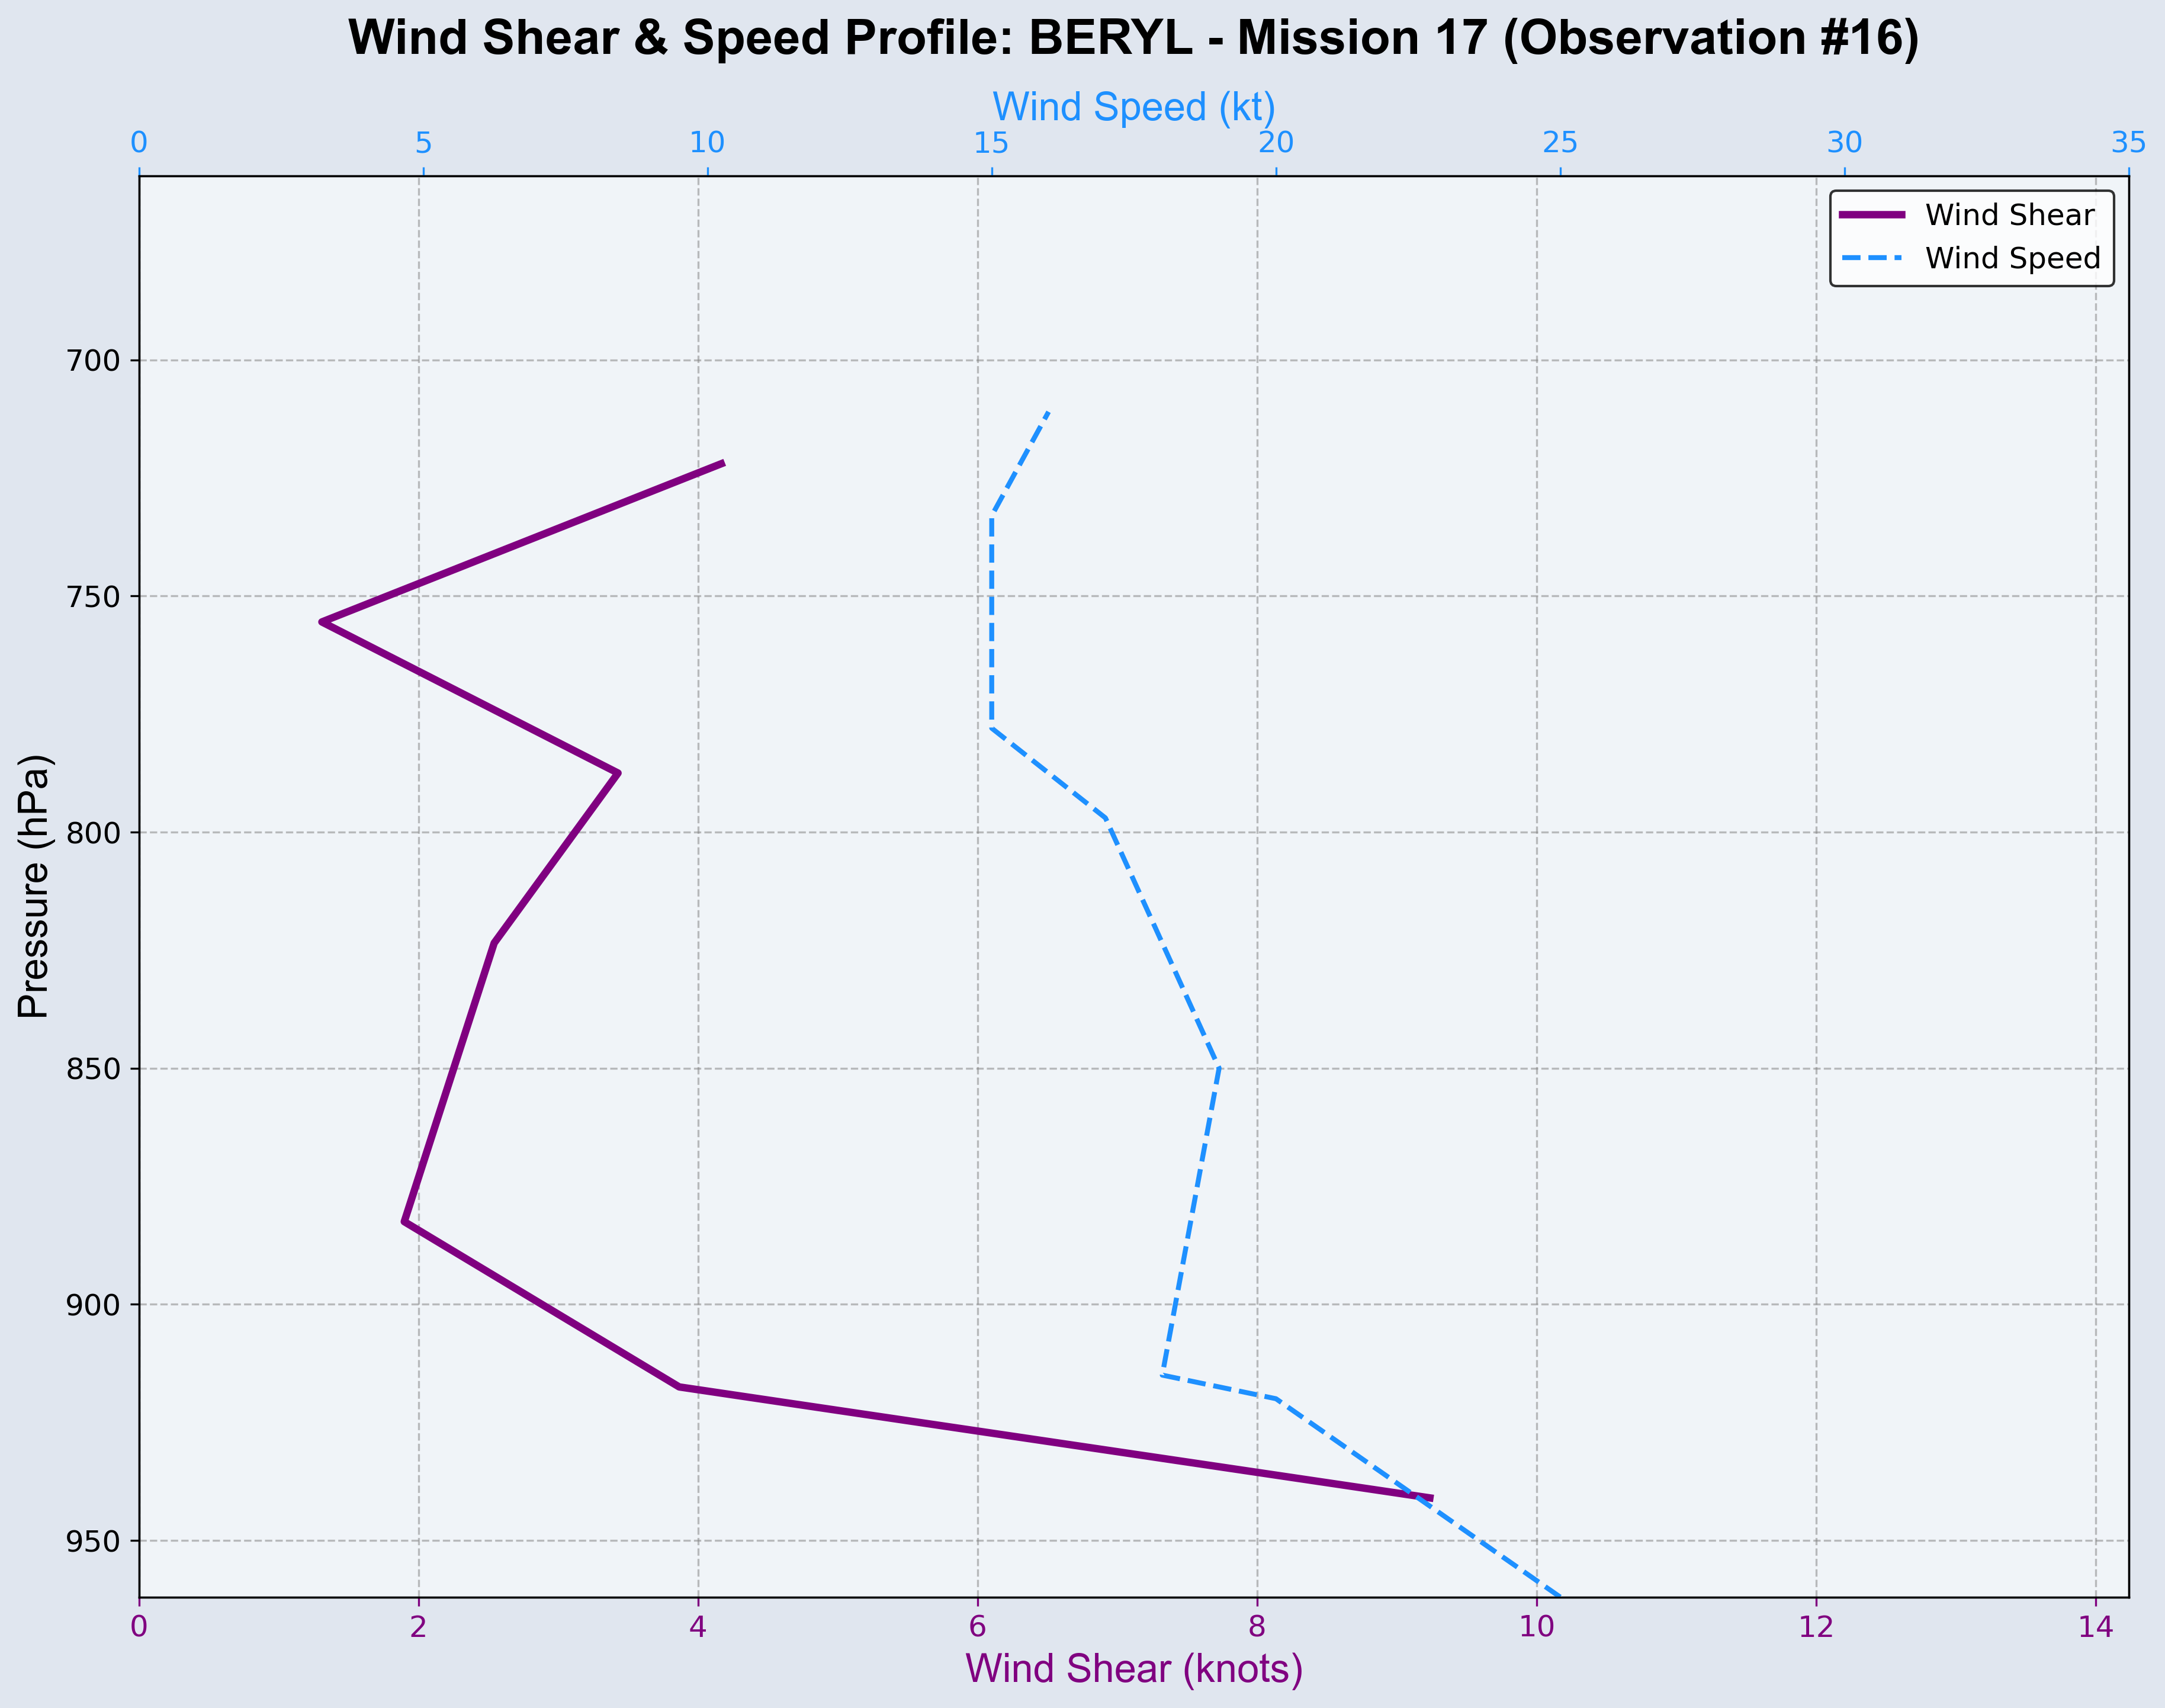 Wind Shear & Speed Profile: BERYL - Mission 17 (Observation #16)
Wind Speed (kt)
0 5 10 15 20 25 30 35
Wind Shear
Wind Speed
Pressure (hPa)
700
750
800
850
900
950
0 2 4 6 8 10 12 14
Wind Shear (knots)